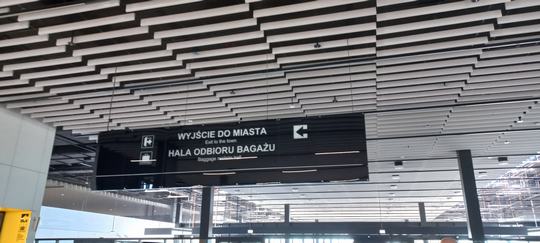 WYJŚCIE DO MIASTA
Exit to the town
HALA ODBIORU BAGAŻU
Baggage reclaim hall